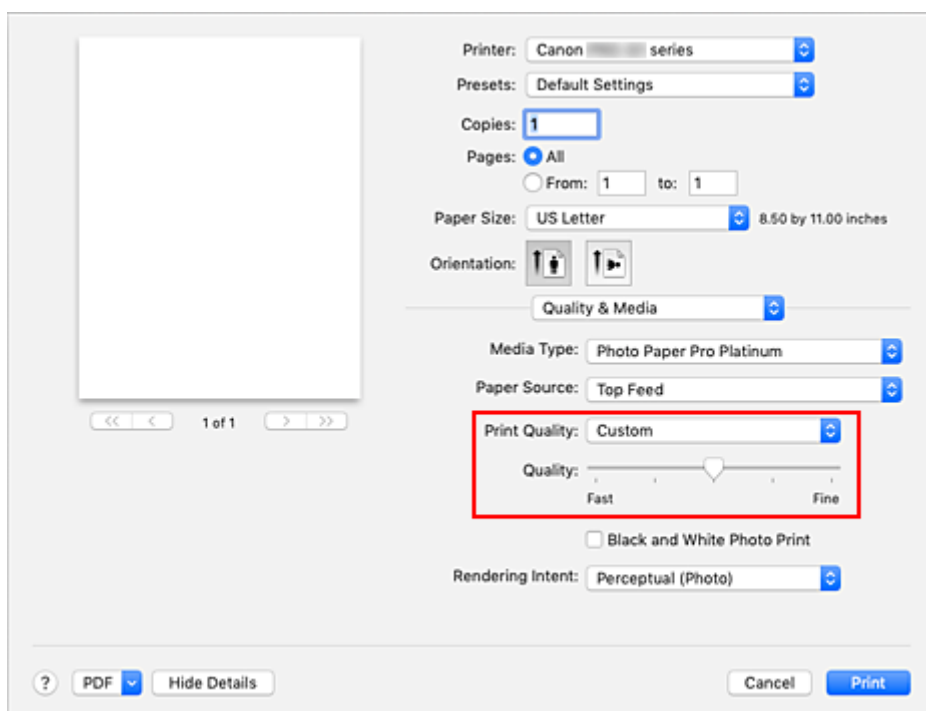 Printer: Canon series
Presets: Default Settings
Copies: 1
Pages: All
From: 1 to: 1
Paper Size: US Letter 8.50 by 11.00 inches
Orientation:
Quality & Media
Media Type: Photo Paper Pro Platinum
Paper Source: Top Feed
<< < 1 of 1 > >>
Print Quality: Custom
Quality:
Fast Fine
Black and White Photo Print
Rendering Intent: Perceptual (Photo)
? PDF Hide Details Cancel Print